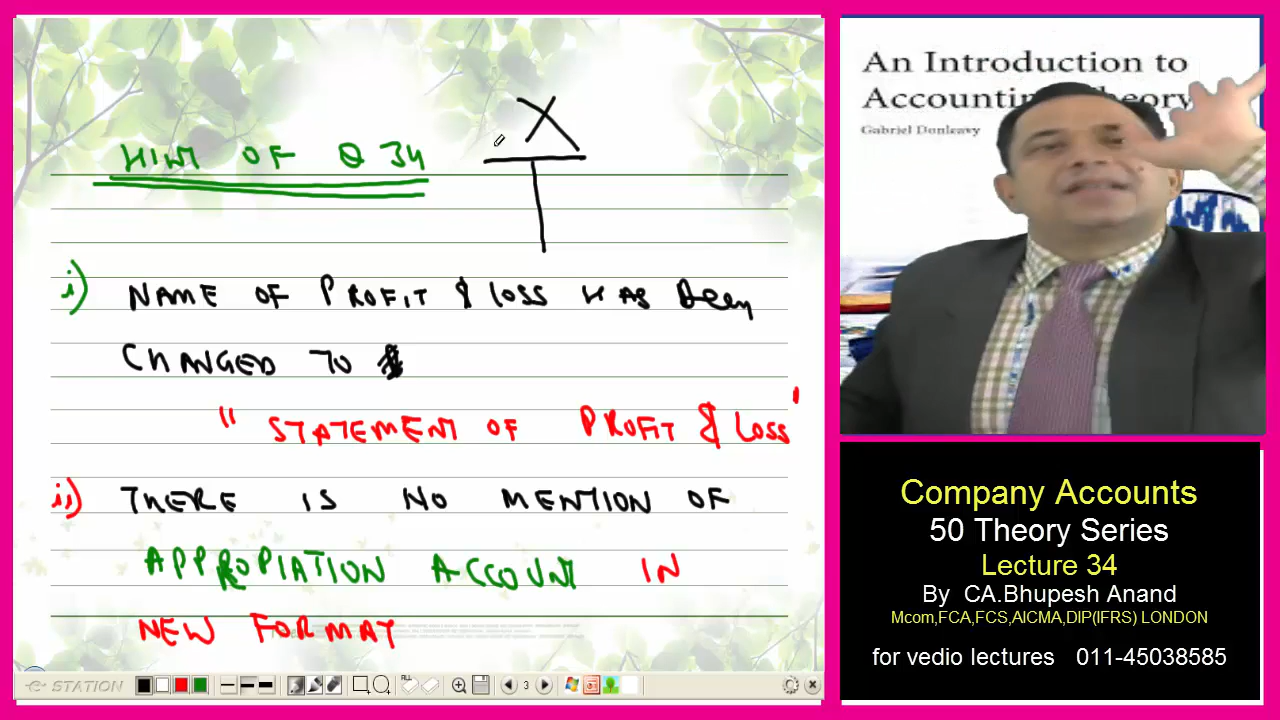 HINT OF Q 34
X
i) NAME OF PROFIT & LOSS HAS Been
CHANGED TO
" STATEMENT OF PROFIT & LOSS "
ii) THERE IS NO MENTION OF
APPROPIATION ACCOUNT IN
NEW FORMAT
e-STATION
ALL
3
An Introduction to
Accounting Theory
Gabriel Donleavy
Company Accounts
50 Theory Series
Lecture 34
By CA.Bhupesh Anand
Mcom,FCA,FCS,AICMA,DIP(IFRS) LONDON
for vedio lectures 011-45038585